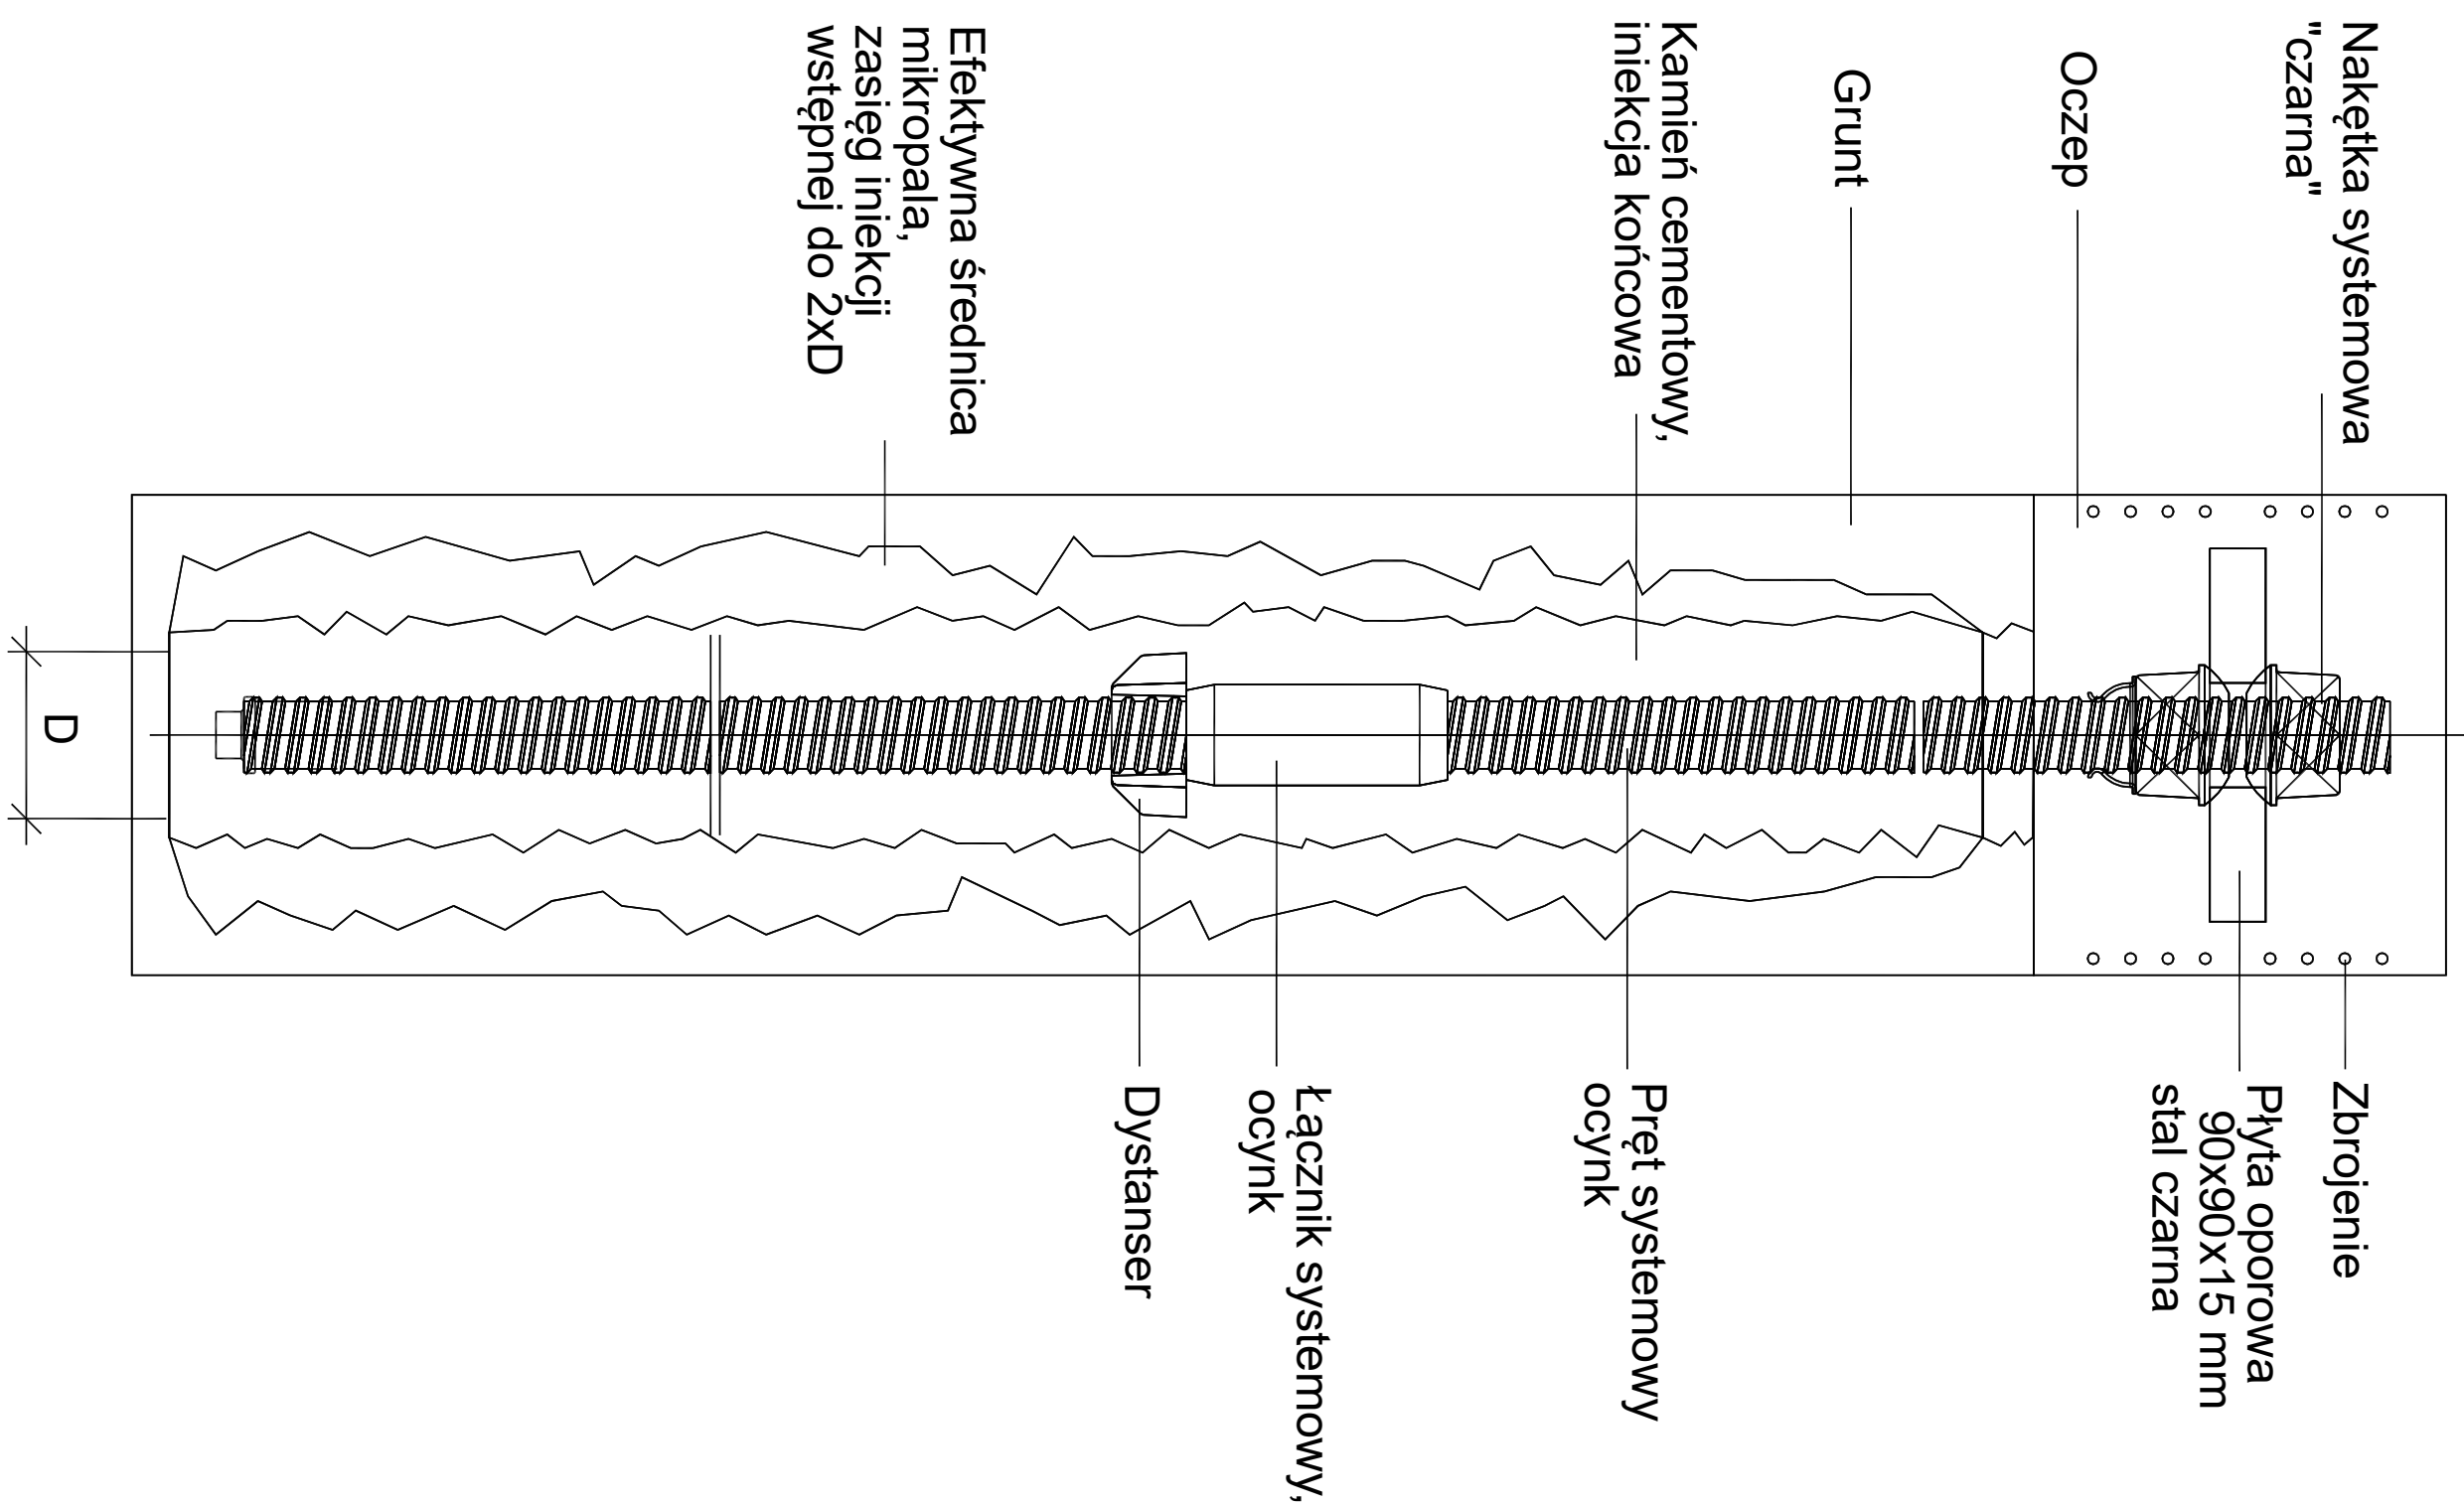 Nakętka systemowa
"czarna"
Oczep
Grunt
Kamień cementowy,
iniekcja końcowa
Efektywna średnica
mikropala,
zasięg iniekcji
wstępnej do 2xD
Zbrojenie
Płyta oporowa
90x90x15 mm
stal czarna
Pręt systemowy
ocynk
Łącznik systemowy,
ocynk
Dystanser
D